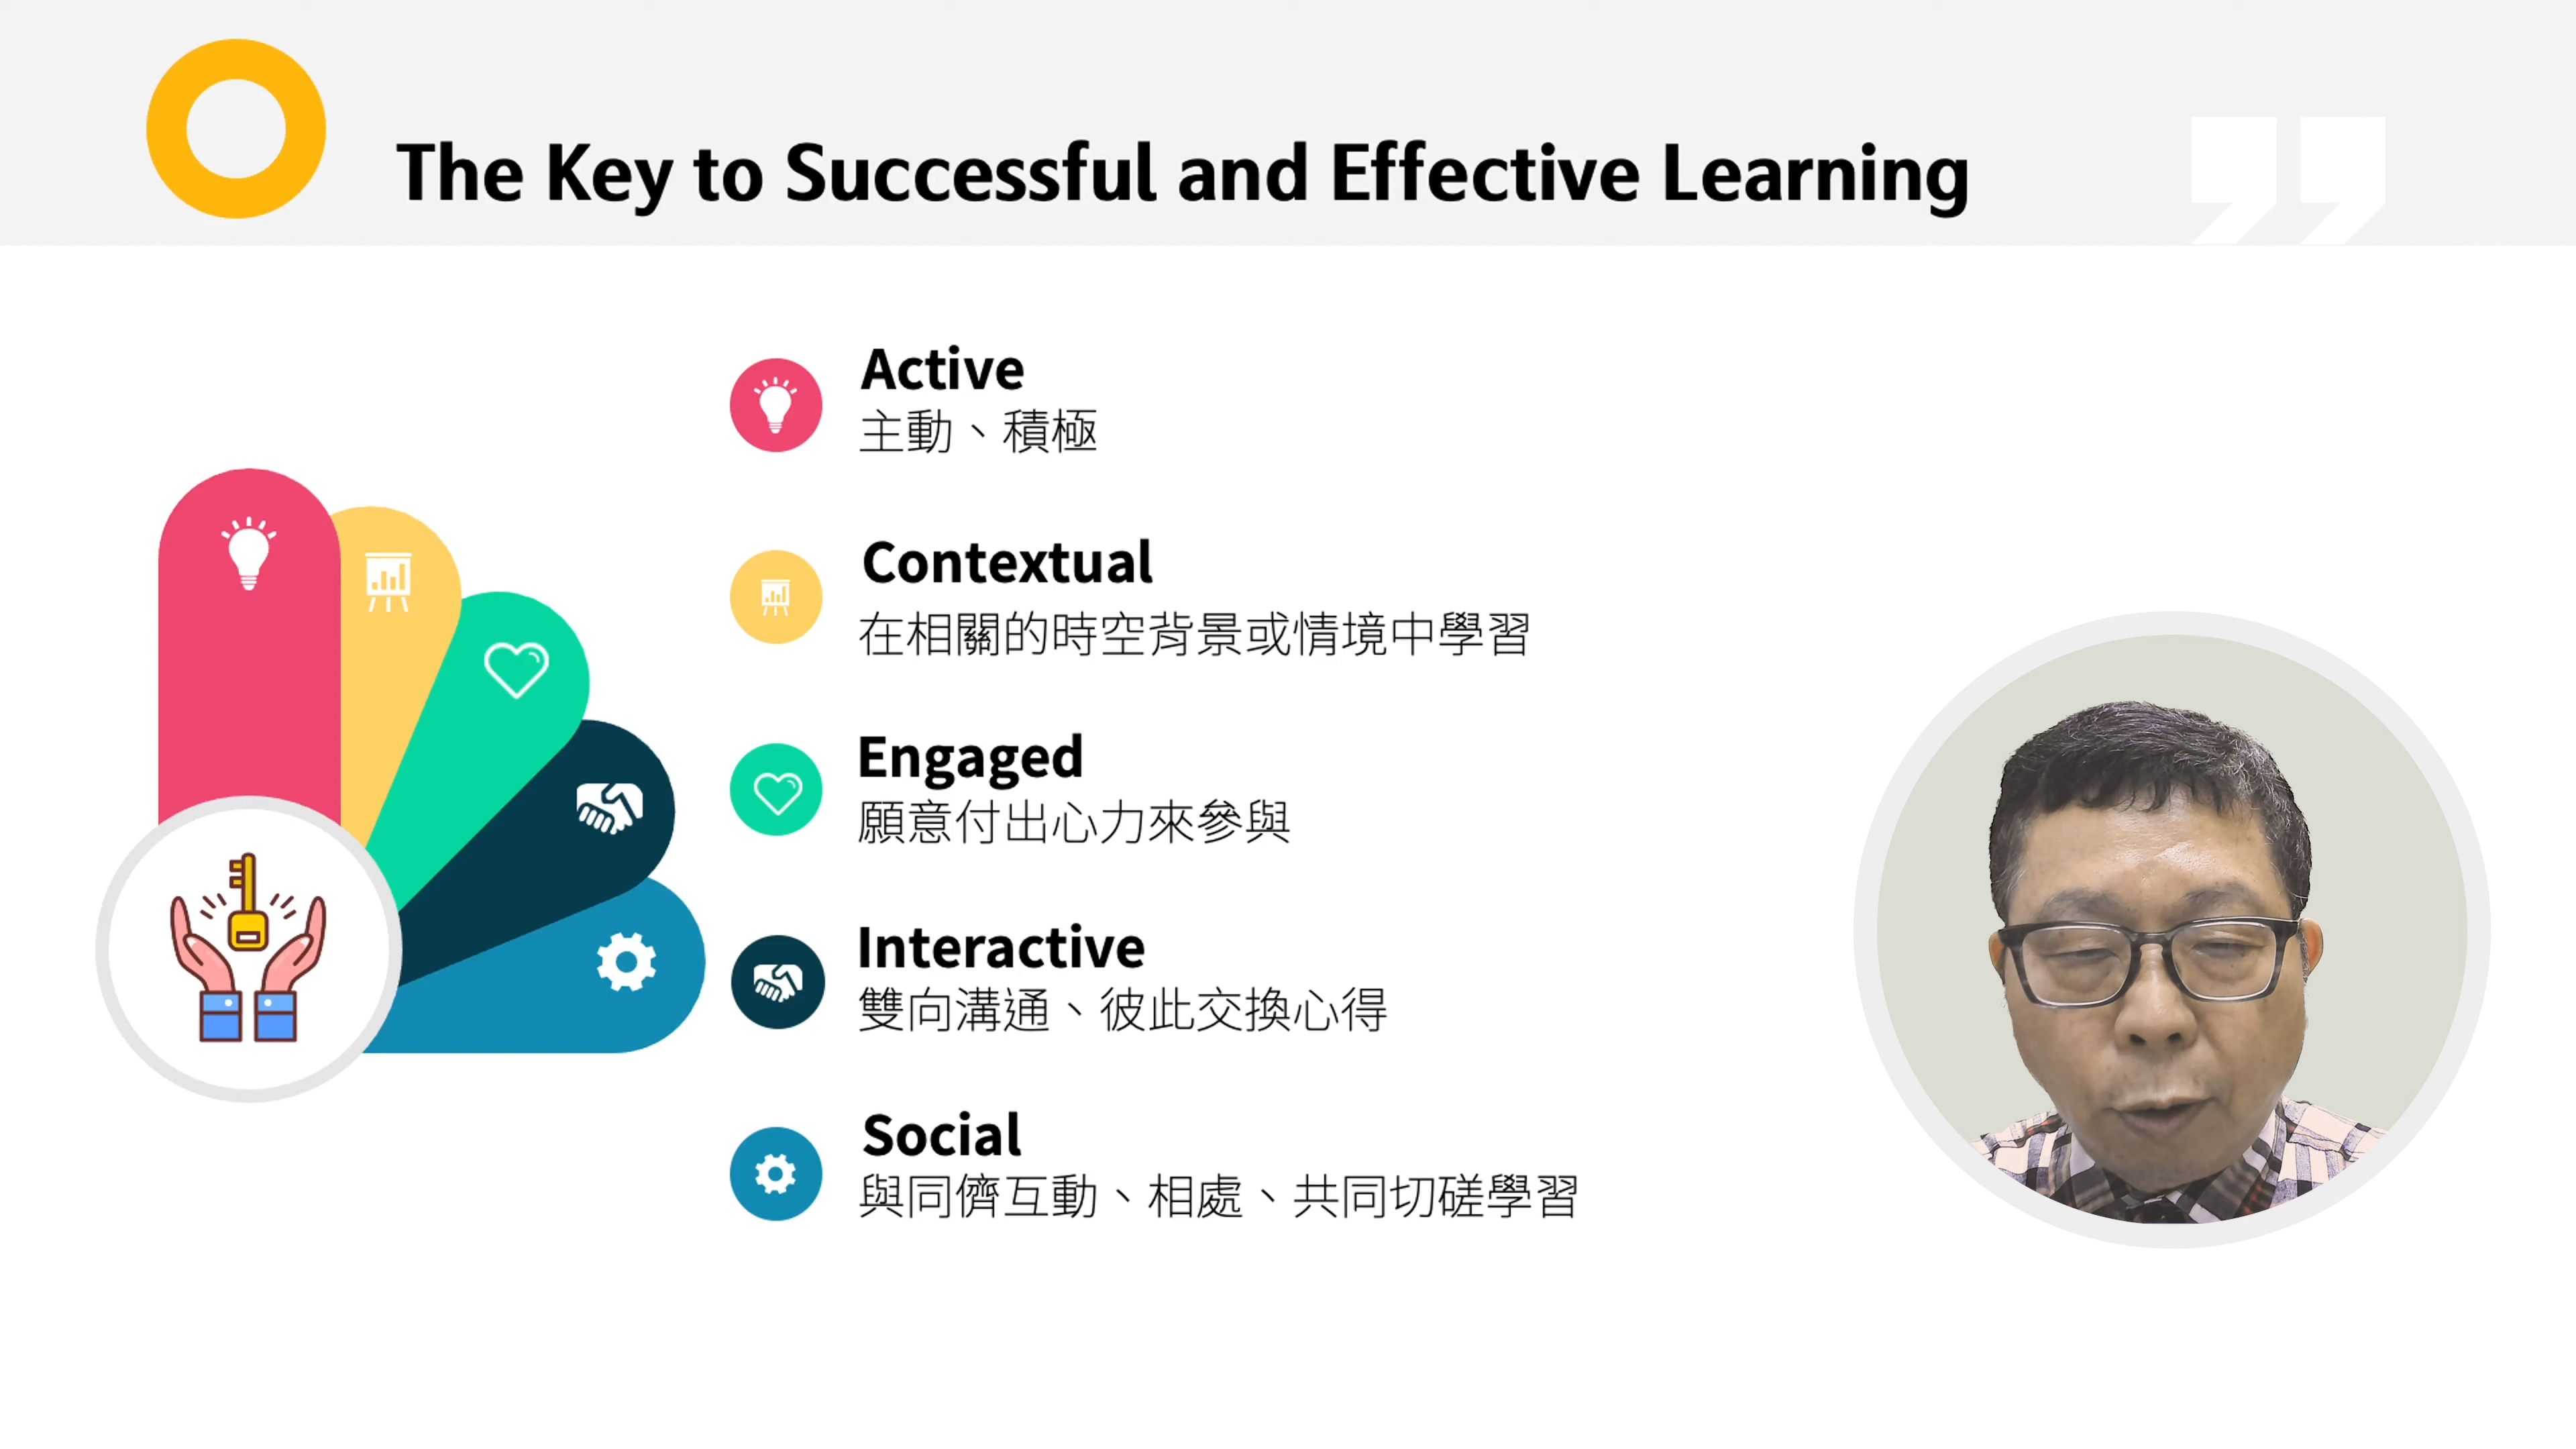 The Key to Successful and Effective Learning
Active
主動、積極
Contextual
在相關的時空背景或情境中學習
Engaged
願意付出心力來參與
Interactive
雙向溝通、彼此交換心得
Social
與同儕互動、相處、共同切磋學習